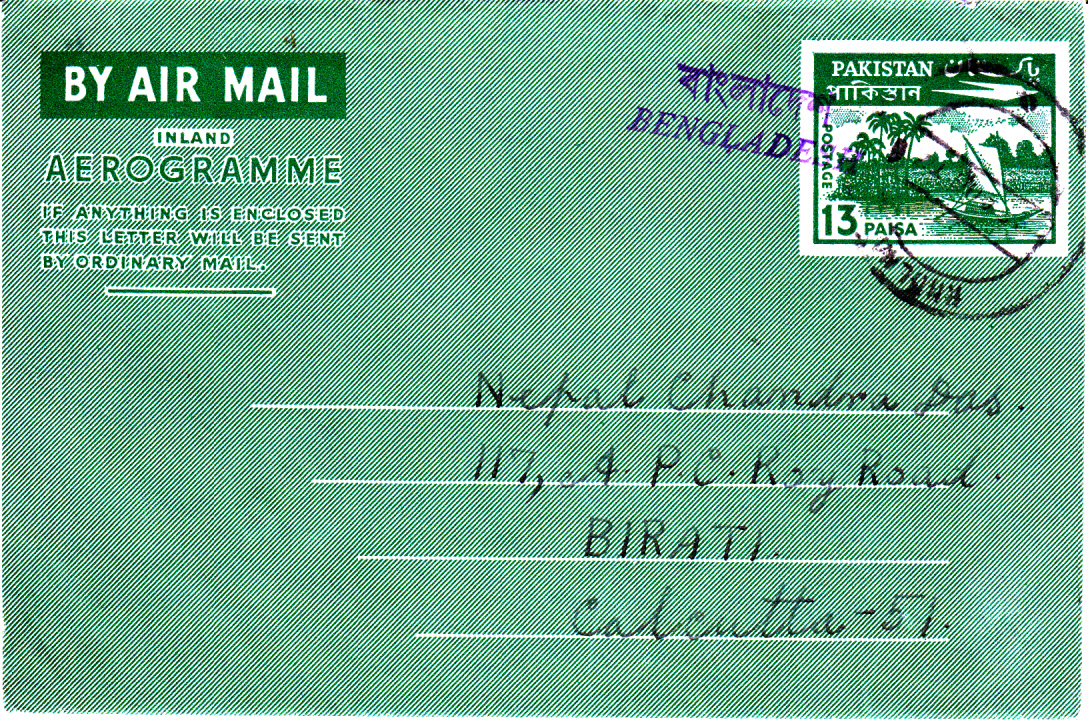 BY AIR MAIL
INLAND
AEROGRAMME
IF ANYTHING IS ENCLOSED
THIS LETTER WILL BE SENT
BY ORDINARY MAIL.
বাংলাদেশ
BENGLADESH
PAKISTAN
পাকিস্তান
POSTAGE
13 PAISA
Nepal Chandra Das.
117, A. P.C. Roy Road.
BIRATI.
Calcutta-51.